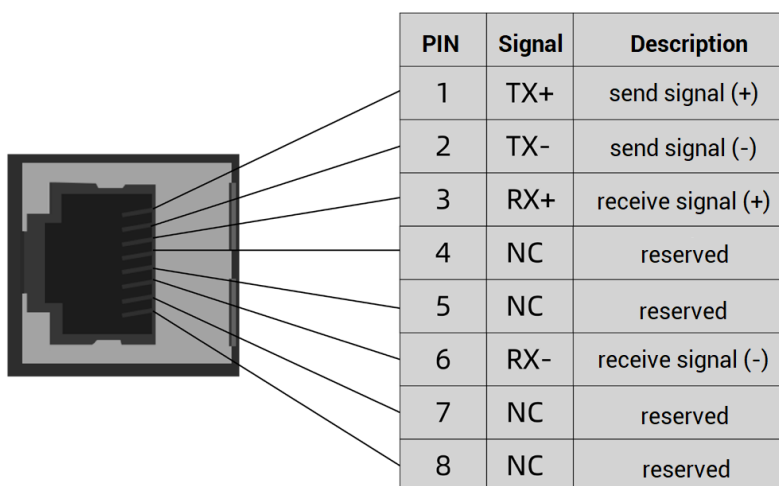 PIN Signal Description
1 TX+ send signal (+)
2 TX- send signal (-)
3 RX+ receive signal (+)
4 NC reserved
5 NC reserved
6 RX- receive signal (-)
7 NC reserved
8 NC reserved